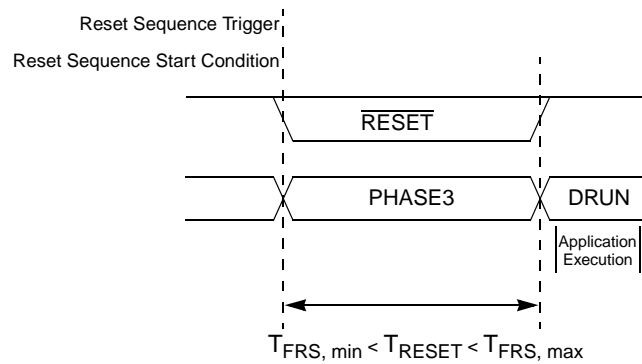 Reset Sequence Trigger
Reset Sequence Start Condition
RESET
PHASE3
DRUN
Application
Execution
TFRS, min < TRESET < TFRS, max